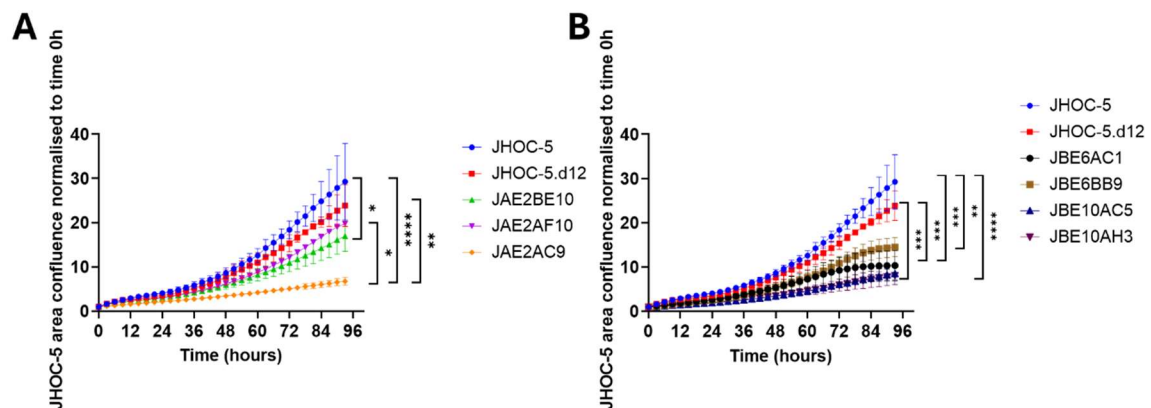 A
JHOC-5 area confluence normalised to time 0h
40
30
20
10
0
0 12 24 36 48 60 72 84 96
Time (hours)
JHOC-5
JHOC-5.d12
JAE2BE10
JAE2AF10
JAE2AC9
*
*
****
**
B
JHOC-5 area confluence normalised to time 0h
40
30
20
10
0
0 12 24 36 48 60 72 84 96
Time (hours)
JHOC-5
JHOC-5.d12
JBE6AC1
JBE6BB9
JBE10AC5
JBE10AH3
***
***
***
**
****